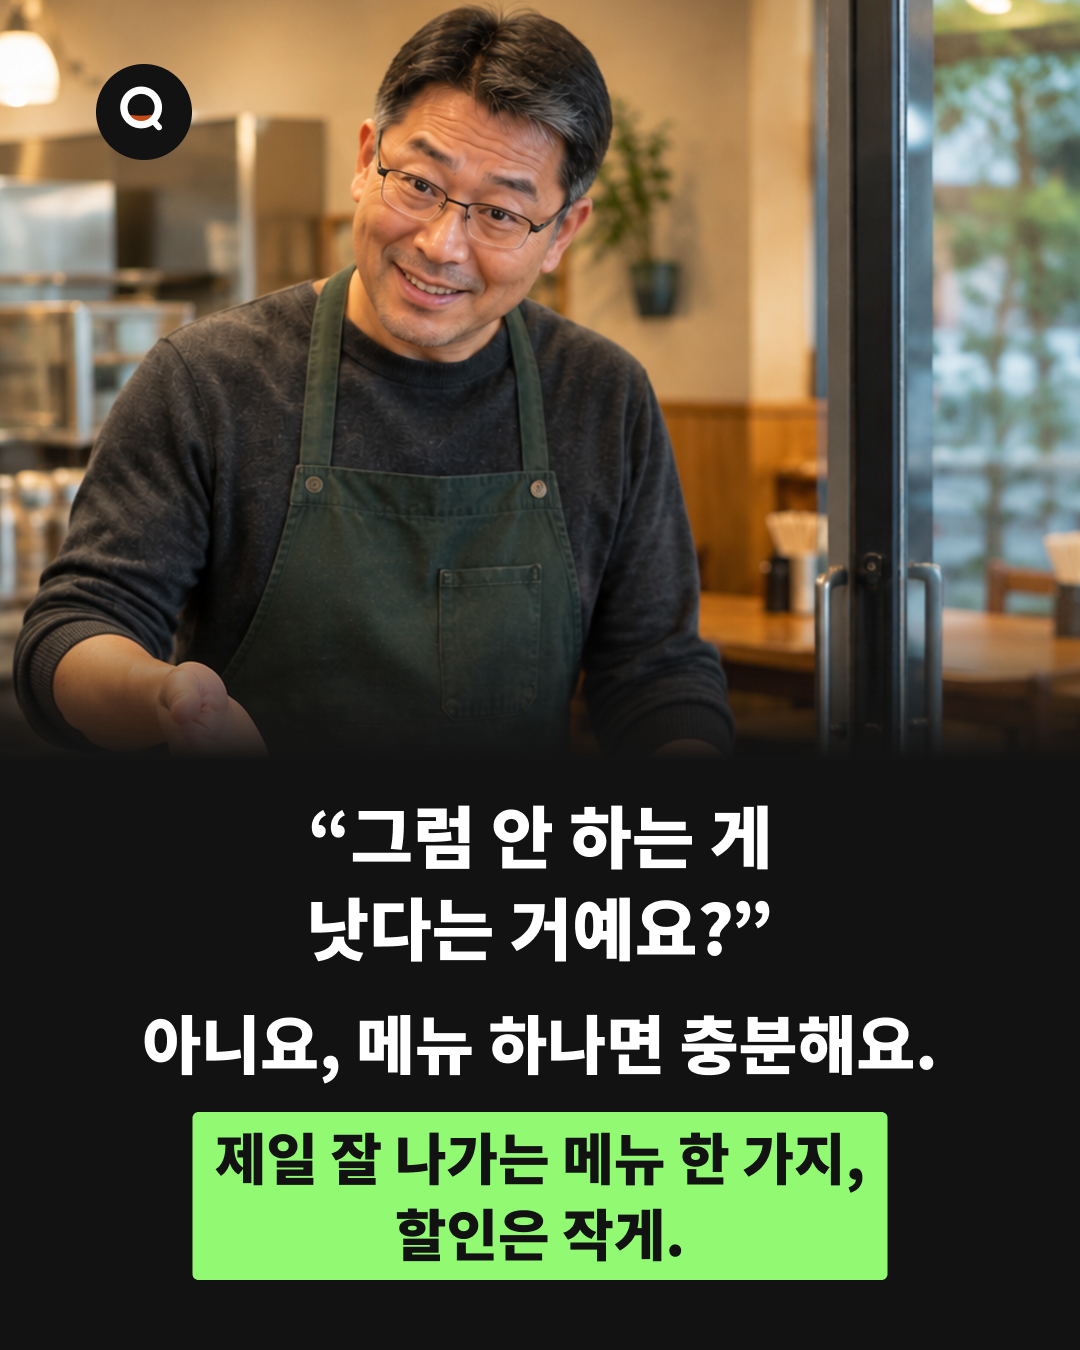 “그럼 안 하는 게
낫다는 거예요?”
아니요, 메뉴 하나면 충분해요.
제일 잘 나가는 메뉴 한 가지,
할인은 작게.